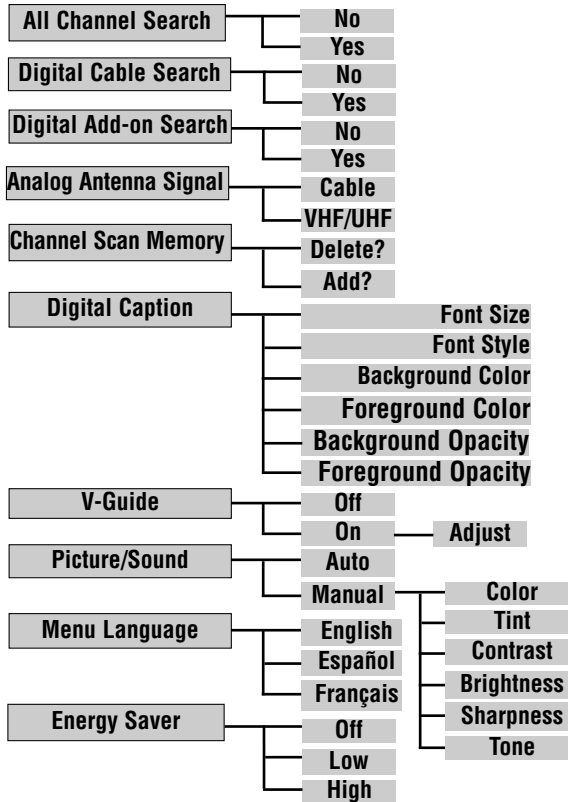 All Channel Search
No
Yes
Digital Cable Search
No
Yes
Digital Add-on Search
No
Yes
Analog Antenna Signal
Cable
VHF/UHF
Channel Scan Memory
Delete?
Add?
Digital Caption
Font Size
Font Style
Background Color
Foreground Color
Background Opacity
Foreground Opacity
V-Guide
Off
On
Adjust
Picture/Sound
Auto
Manual
Color
Tint
Contrast
Brightness
Sharpness
Tone
Menu Language
English
Español
Français
Energy Saver
Off
Low
High